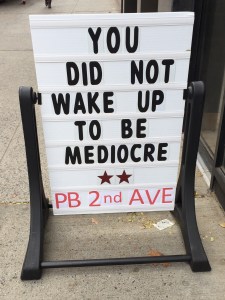 YOU
DID NOT
WAKE UP
TO BE
MEDIOCRE
PB 2nd AVE